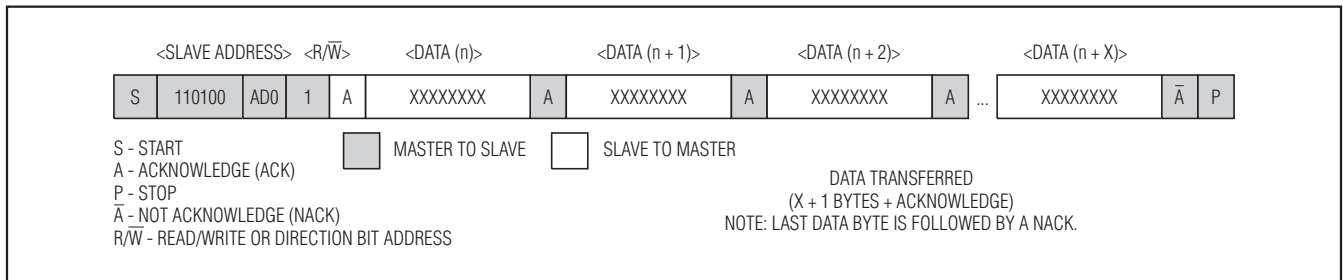 <SLAVE ADDRESS> <R/W̅> <DATA (n)> <DATA (n + 1)> <DATA (n + 2)> <DATA (n + X)>
S 110100 AD0 1 A XXXXXXXX A XXXXXXXX A XXXXXXXX A ... XXXXXXXX A̅ P
S - START
A - ACKNOWLEDGE (ACK)
P - STOP
A̅ - NOT ACKNOWLEDGE (NACK)
R/W̅ - READ/WRITE OR DIRECTION BIT ADDRESS
MASTER TO SLAVE SLAVE TO MASTER
DATA TRANSFERRED
(X + 1 BYTES + ACKNOWLEDGE)
NOTE: LAST DATA BYTE IS FOLLOWED BY A NACK.